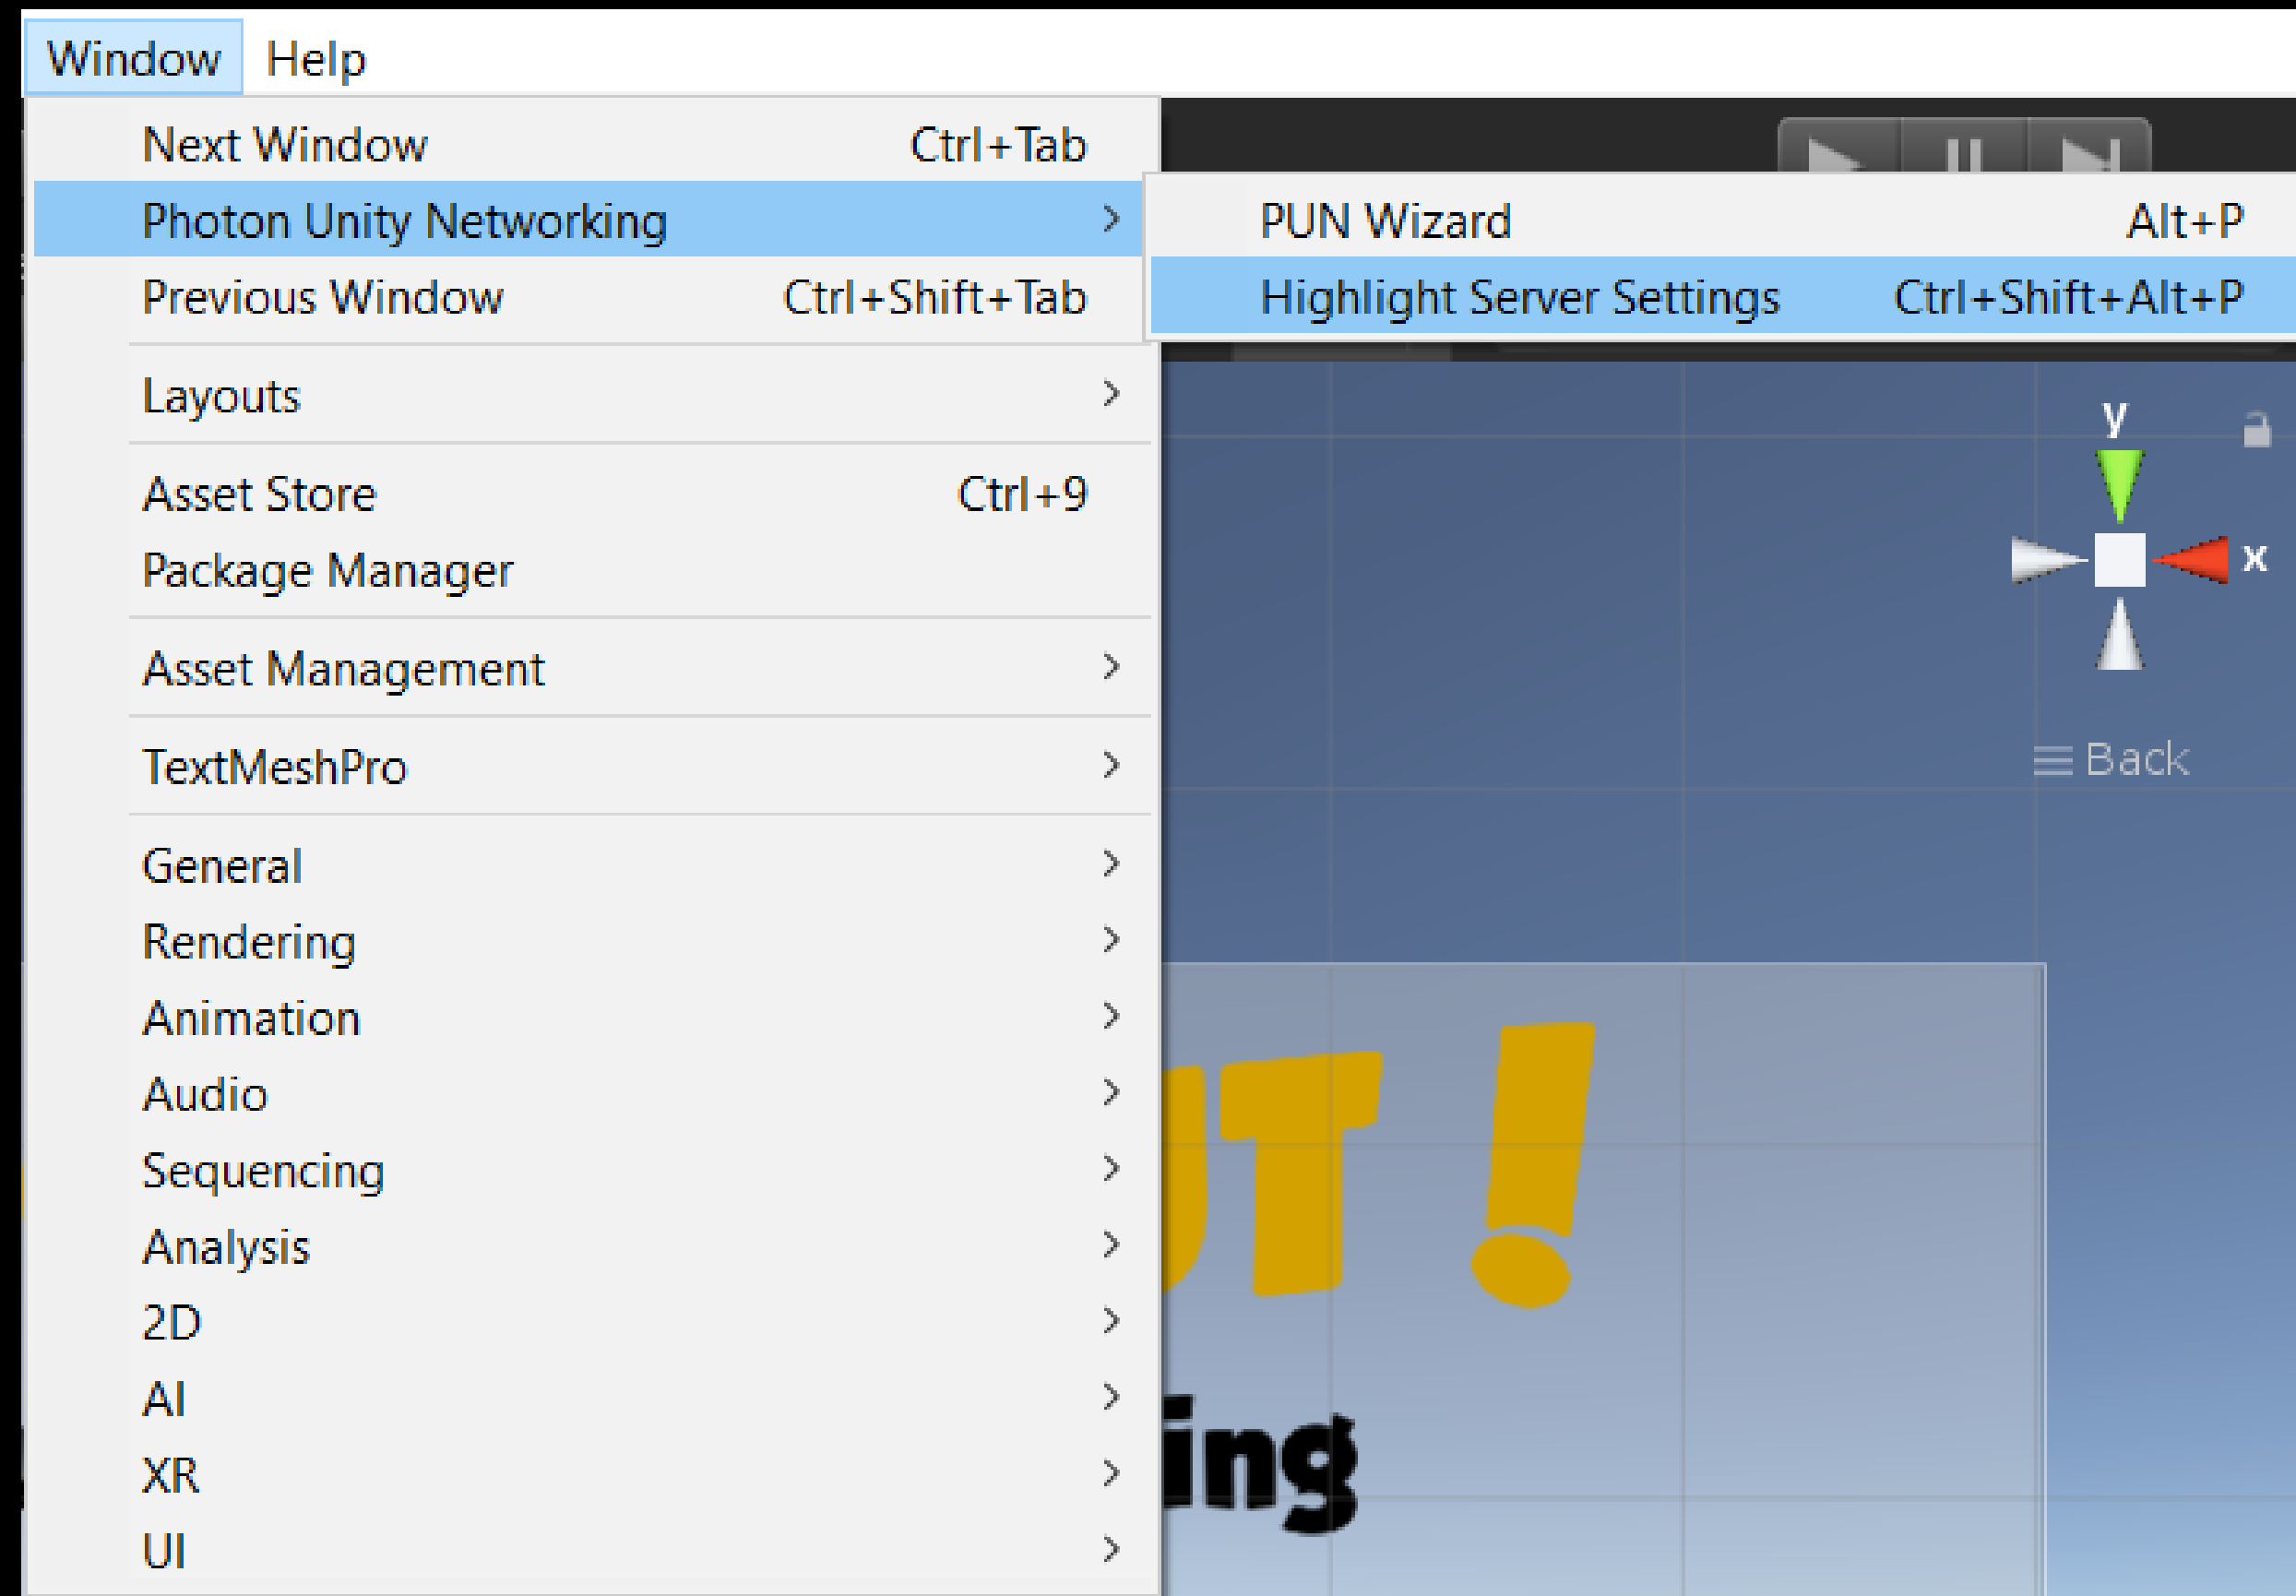 Window Help
Next Window Ctrl+Tab
Photon Unity Networking
PUN Wizard Alt+P
Previous Window Ctrl+Shift+Tab
Highlight Server Settings Ctrl+Shift+Alt+P
Layouts
y
Asset Store Ctrl+9
Package Manager
x
Asset Management
Back
TextMeshPro
General
Rendering
Animation
Audio
Sequencing
Analysis
2D
AI
XR
UI
UT!
ing